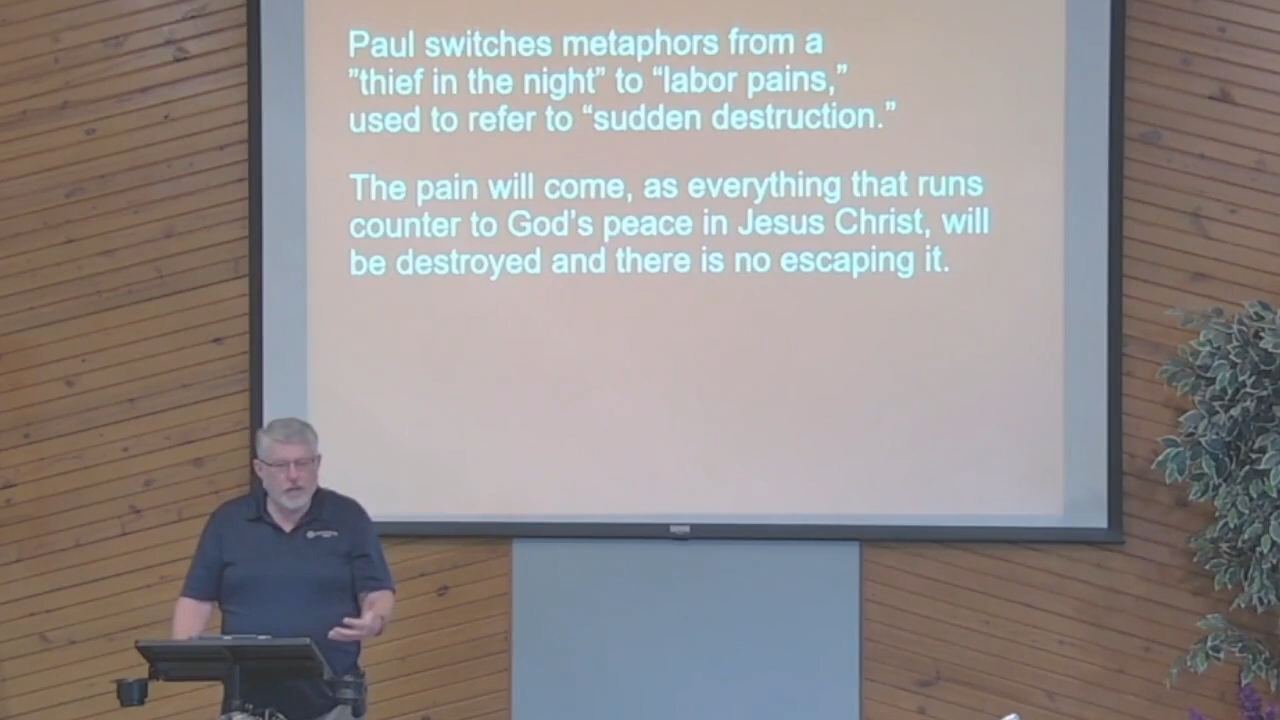 Paul switches metaphors from a
”thief in the night” to “labor pains,”
used to refer to “sudden destruction.”
The pain will come, as everything that runs
counter to God’s peace in Jesus Christ, will
be destroyed and there is no escaping it.